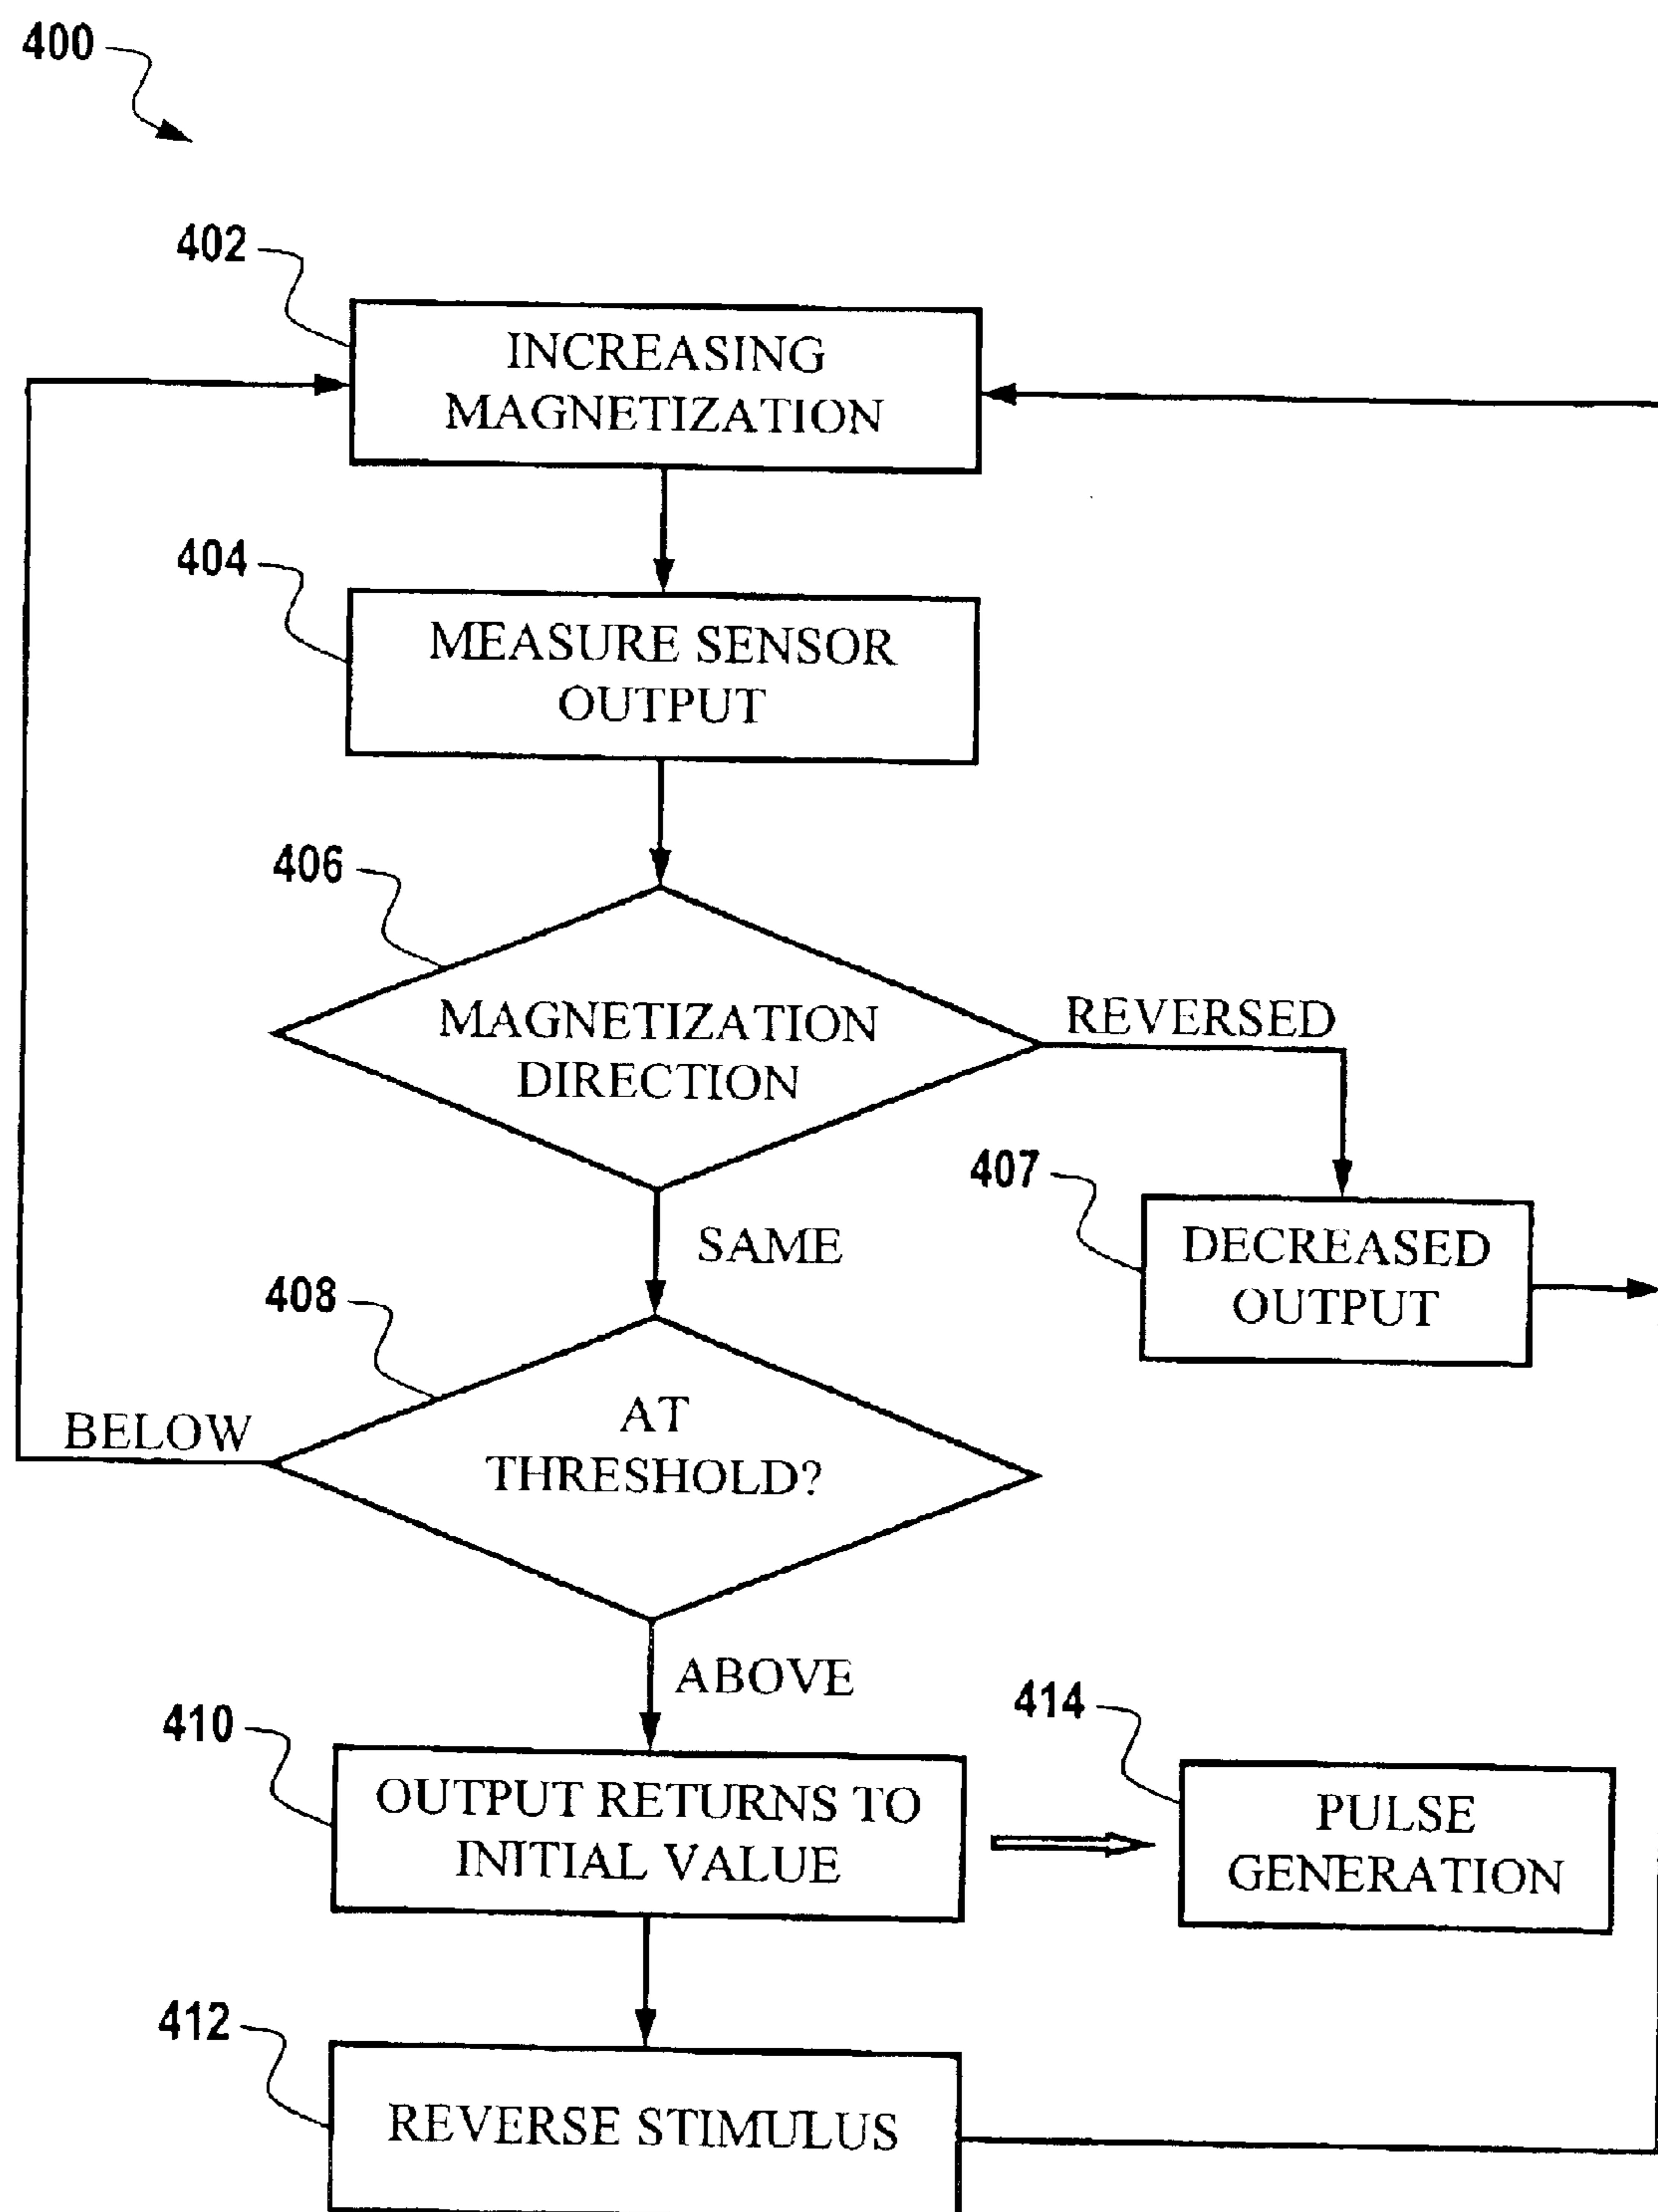 400
402
INCREASING
MAGNETIZATION
404
MEASURE SENSOR
OUTPUT
406
MAGNETIZATION
DIRECTION
REVERSED
407
DECREASED
OUTPUT
SAME
408
AT
THRESHOLD?
BELOW
ABOVE
410
OUTPUT RETURNS TO
INITIAL VALUE
414
PULSE
GENERATION
412
REVERSE STIMULUS